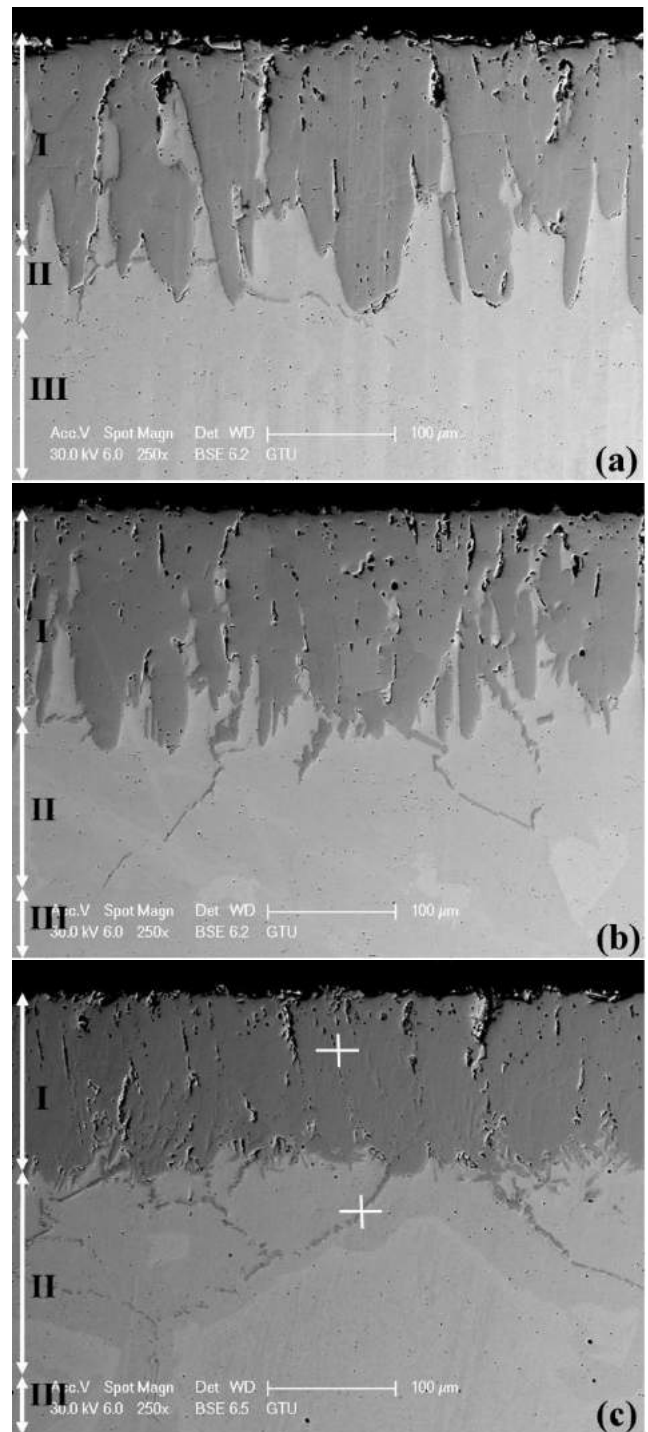 I
II
III
Acc.V Spot Magn Det WD 100 µm
30.0 kV 6.0 250x BSE 6.2 GTU
(a)
I
II
III
Acc.V Spot Magn Det WD 100 µm
30.0 kV 6.0 250x BSE 6.2 GTU
(b)
I
II
III
Acc.V Spot Magn Det WD 100 µm
30.0 kV 6.0 250x BSE 6.5 GTU
(c)